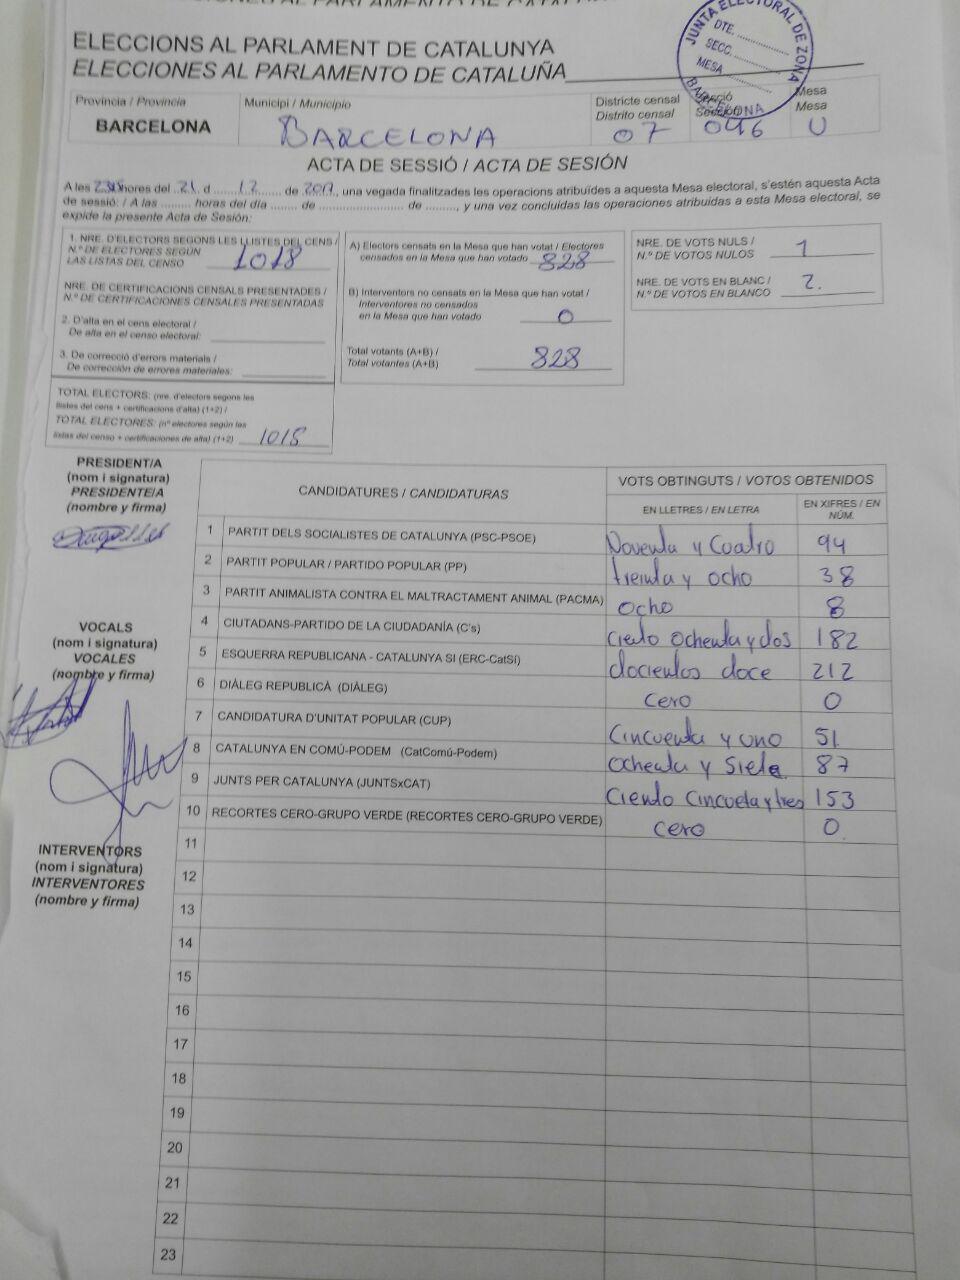 ELECCIONS AL PARLAMENT DE CATALUNYA
ELECCIONES AL PARLAMENTO DE CATALUÑA
JUNTA ELECTORAL DE ZONA
DTE.
SECC.
MESA
BARCELONA
Província / Provincia
BARCELONA
Municipi / Municipio
BARCELONA
Districte censal
Distrito censal
07
Secció
Sección
046
Mesa
Mesa
U
ACTA DE SESSIÓ / ACTA DE SESIÓN
A les hores del 21 d 12 de 2017, una vegada finalitzades les operacions atribuïdes a aquesta Mesa electoral, s'estén aquesta Acta
de sessió: / A las ........ horas del día ........ de .................... de ........, y una vez concluidas las operaciones atribuidas a esta Mesa electoral, se
expide la presente Acta de Sesión:
1. NRE. D'ELECTORS SEGONS LES LLISTES DEL CENS /
N.º DE ELECTORES SEGÚN
LAS LISTAS DEL CENSO 1018
NRE. DE CERTIFICACIONS CENSALS PRESENTADES /
N.º DE CERTIFICACIONES CENSALES PRESENTADAS
2. D'alta en el cens electoral /
De alta en el censo electoral:
3. De correcció d'errors materials /
De corrección de errores materiales:
TOTAL ELECTORS: (nre. d'electors segons les
llistes del cens + certificacions d'alta) (1+2) /
TOTAL ELECTORES: (nº electores según las
listas del censo + certificaciones de alta) (1+2) 1018
A) Electors censats en la Mesa que han votat / Electores
censados en la Mesa que han votado 828
B) Interventors no censats en la Mesa que han votat /
Interventores no censados
en la Mesa que han votado 0
Total votants (A+B) /
Total votantes (A+B) 828
NRE. DE VOTS NULS /
N.º DE VOTOS NULOS 1
NRE. DE VOTS EN BLANC /
N.º DE VOTOS EN BLANCO 2.
PRESIDENT/A
(nom i signatura)
PRESIDENTE/A
(nombre y firma)
VOCALS
(nom i signatura)
VOCALES
(nombre y firma)
INTERVENTORS
(nom i signatura)
INTERVENTORES
(nombre y firma)
CANDIDATURES / CANDIDATURAS
VOTS OBTINGUTS / VOTOS OBTENIDOS
EN LLETRES / EN LETRA
EN XIFRES / EN
NÚM.
1 PARTIT DELS SOCIALISTES DE CATALUNYA (PSC-PSOE) Noventa y Cuatro 94
2 PARTIT POPULAR / PARTIDO POPULAR (PP) treinta y ocho 38
3 PARTIT ANIMALISTA CONTRA EL MALTRACTAMENT ANIMAL (PACMA) ocho 8
4 CIUTADANS-PARTIDO DE LA CIUDADANÍA (C's) ciento ochenta y dos 182
5 ESQUERRA REPUBLICANA - CATALUNYA SI (ERC-CatSí) docientos doce 212
6 DIÀLEG REPUBLICÀ (DIÀLEG) cero 0
7 CANDIDATURA D'UNITAT POPULAR (CUP) Cincuenta y uno 51
8 CATALUNYA EN COMÚ-PODEM (CatComú-Podem) Ochenta y Siete 87
9 JUNTS PER CATALUNYA (JUNTSxCAT) Ciento Cincueta y tres 153
10 RECORTES CERO-GRUPO VERDE (RECORTES CERO-GRUPO VERDE) cero 0.
11
12
13
14
15
16
17
18
19
20
21
22
23